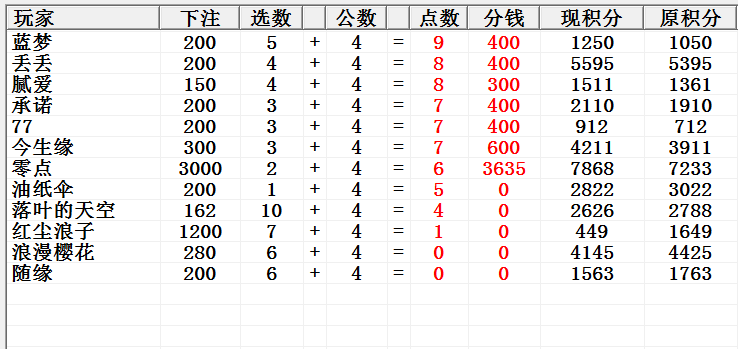 玩家 下注 选数 公数 点数 分钱 现积分 原积分
蓝梦 200 5 + 4 = 9 400 1250 1050
丢丢 200 4 + 4 = 8 400 5595 5395
腻爱 150 4 + 4 = 8 300 1511 1361
承诺 200 3 + 4 = 7 400 2110 1910
77 200 3 + 4 = 7 400 912 712
今生缘 300 3 + 4 = 7 600 4211 3911
零点 3000 2 + 4 = 6 3635 7868 7233
油纸伞 200 1 + 4 = 5 0 2822 3022
落叶的天空 162 10 + 4 = 4 0 2626 2788
红尘浪子 1200 7 + 4 = 1 0 449 1649
浪漫樱花 280 6 + 4 = 0 0 4145 4425
随缘 200 6 + 4 = 0 0 1563 1763